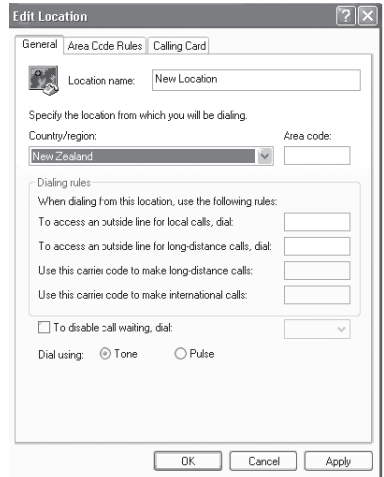 Edit Location
General Area Code Rules Calling Card
Location name: New Location
Specify the location from which you will be dialing.
Country/region: Area code:
New Zealand
Dialing rules
When dialing from this location, use the following rules:
To access an outside line for local calls, dial:
To access an outside line for long-distance calls, dial:
Use this carrier code to make long-distance calls:
Use this carrier code to make international calls:
To disable call waiting, dial:
Dial using: Tone Pulse
OK Cancel Apply